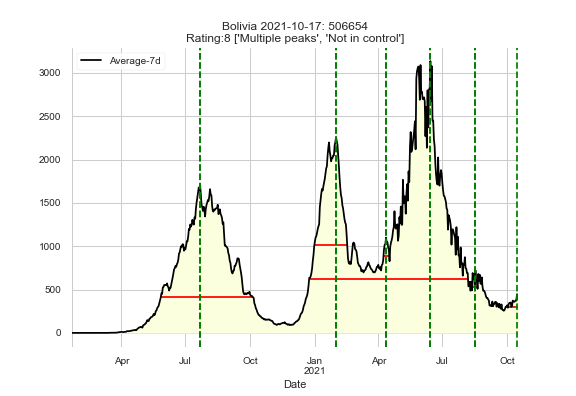 Bolivia 2021-10-17: 506654
Rating:8 ['Multiple peaks', 'Not in control']
Average-7d
3000
2500
2000
1500
1000
500
0
Apr Jul Oct Jan Apr Jul Oct
2021
Date